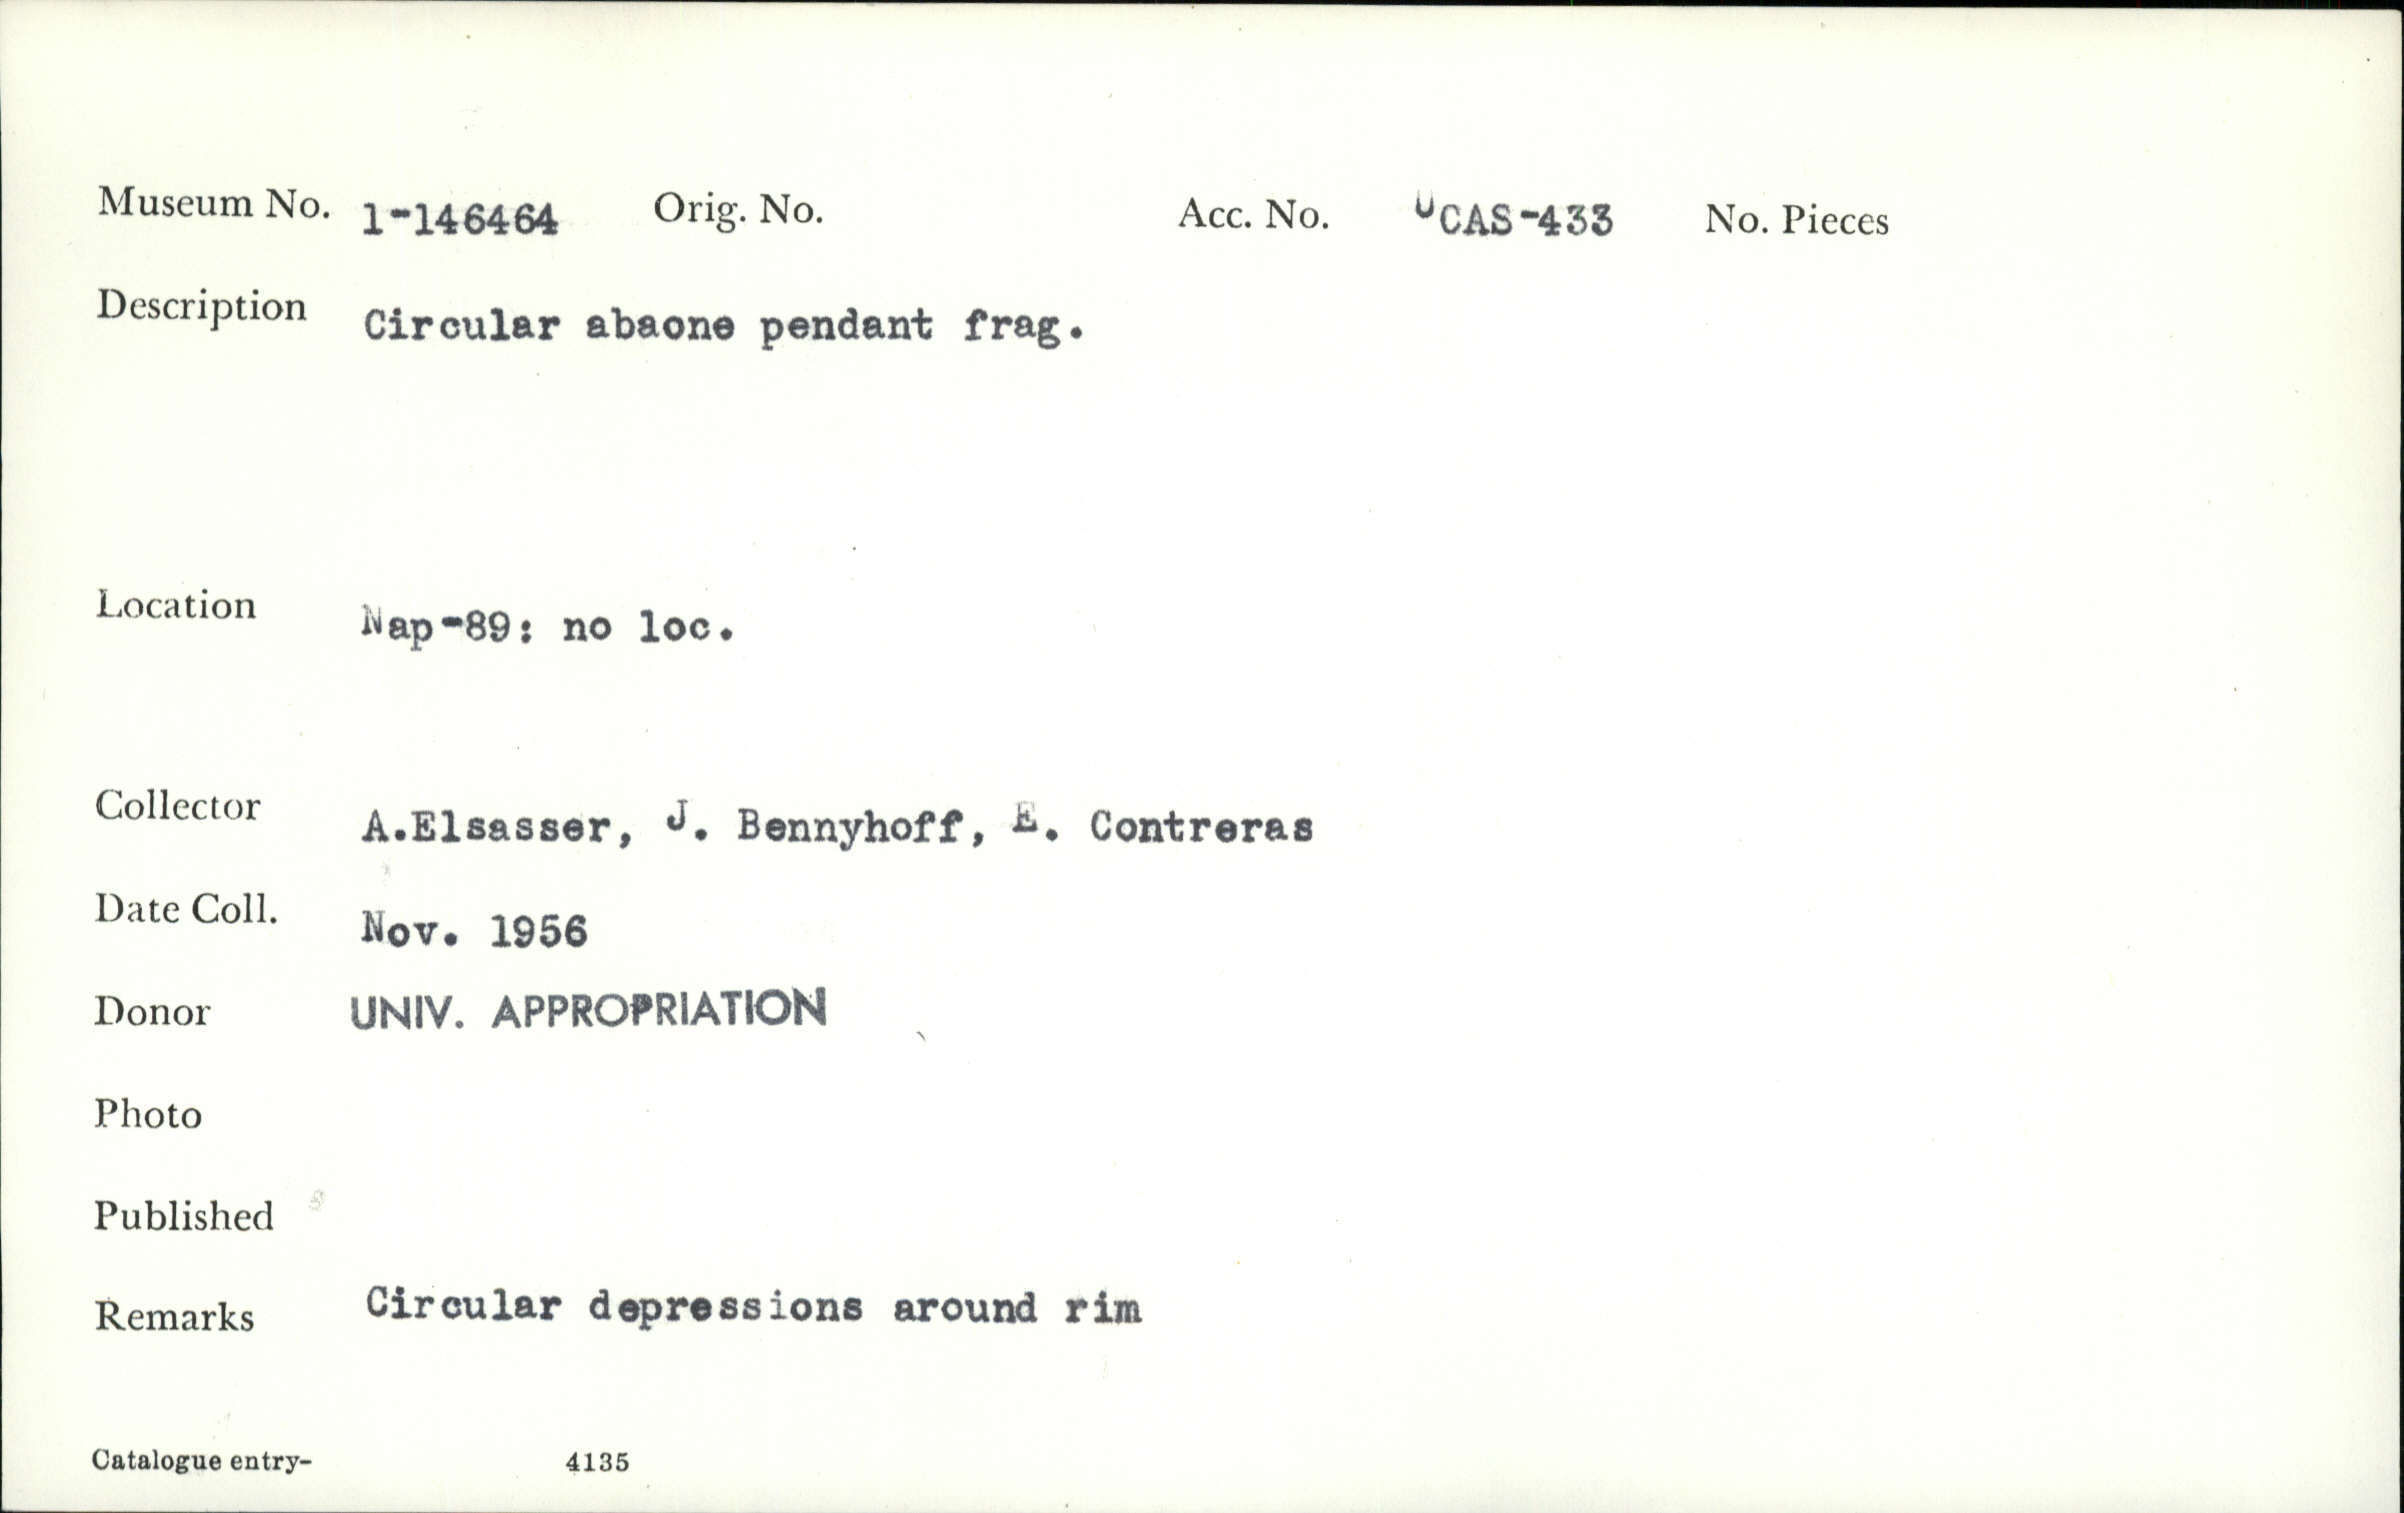 Museum No. 1-146464 Orig. No. Acc. No. UCAS-433 No. Pieces
Description Circular abaone pendant frag.
Location Nap-89: no loc.
Collector A.Elsasser, J. Bennyhoff, E. Contreras
Date Coll. Nov. 1956
Donor UNIV. APPROPRIATION
Photo
Published
Remarks Circular depressions around rim
Catalogue entry- 4135